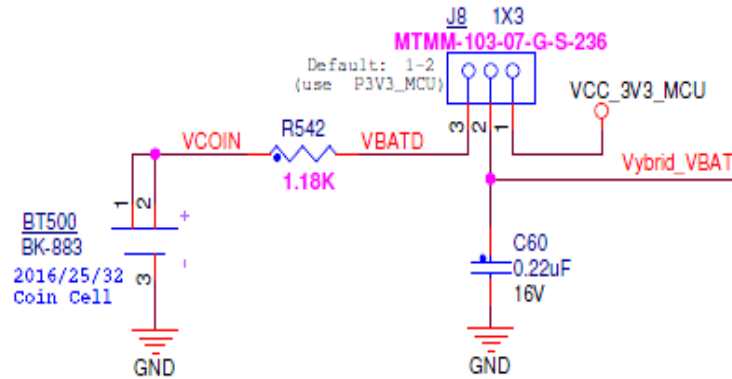 J8 1X3
MTMM-103-07-G-S-236
Default: 1-2
(use P3V3_MCU)
VCC_3V3_MCU
3
2
1
R542
VCOIN
VBATD
1.18K
Vybrid_VBAT
1
2
+
BT500
BK-883
-
2016/25/32
3
Coin Cell
C60
0.22uF
16V
GND
GND